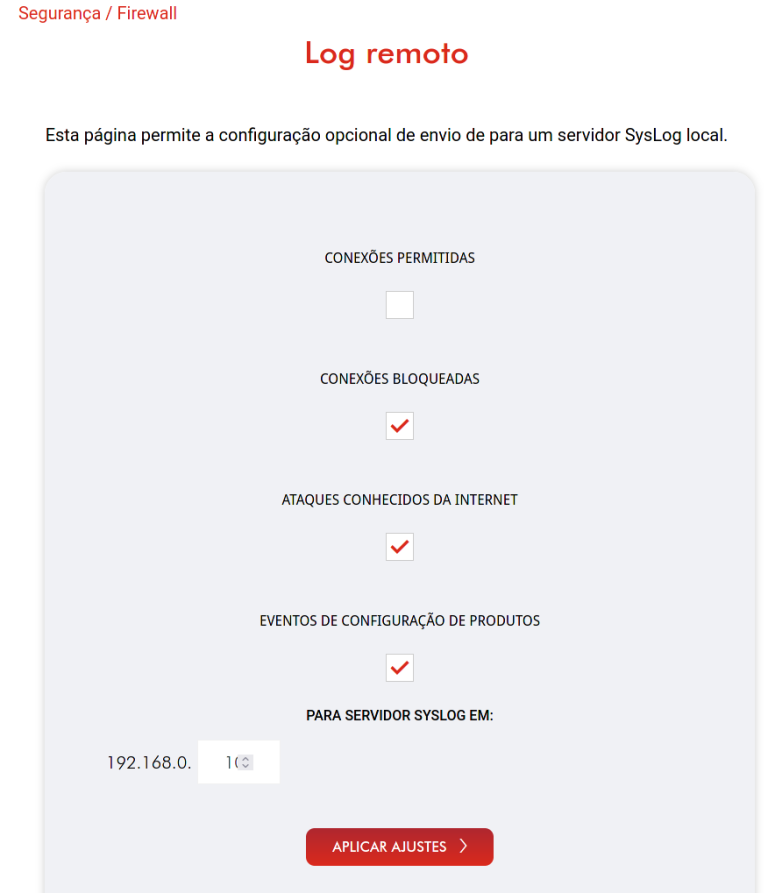 Segurança / Firewall
Log remoto
Esta página permite a configuração opcional de envio de para um servidor SysLog local.
CONEXÕES PERMITIDAS
CONEXÕES BLOQUEADAS
ATAQUES CONHECIDOS DA INTERNET
EVENTOS DE CONFIGURAÇÃO DE PRODUTOS
PARA SERVIDOR SYSLOG EM:
192.168.0.
APLICAR AJUSTES